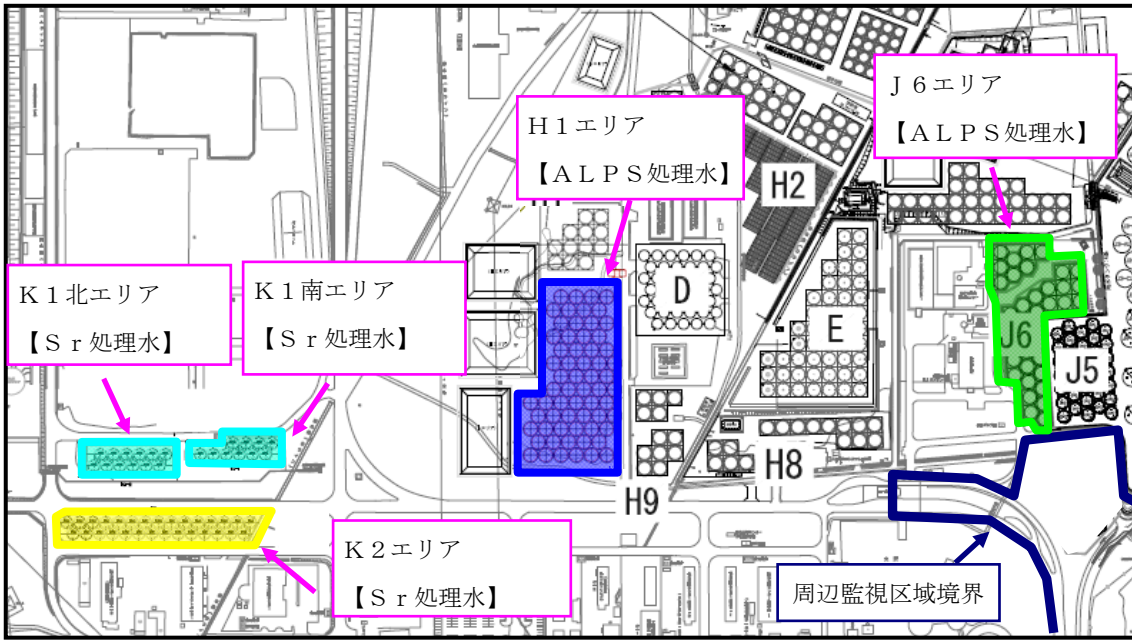 J 6エリア
【ALPS処理水】
H1エリア
【ALPS処理水】
H2
K1北エリア
【Sr処理水】
K1南エリア
【Sr処理水】
D
E
J6
J5
H8
H9
K2エリア
【Sr処理水】
周辺監視区域境界